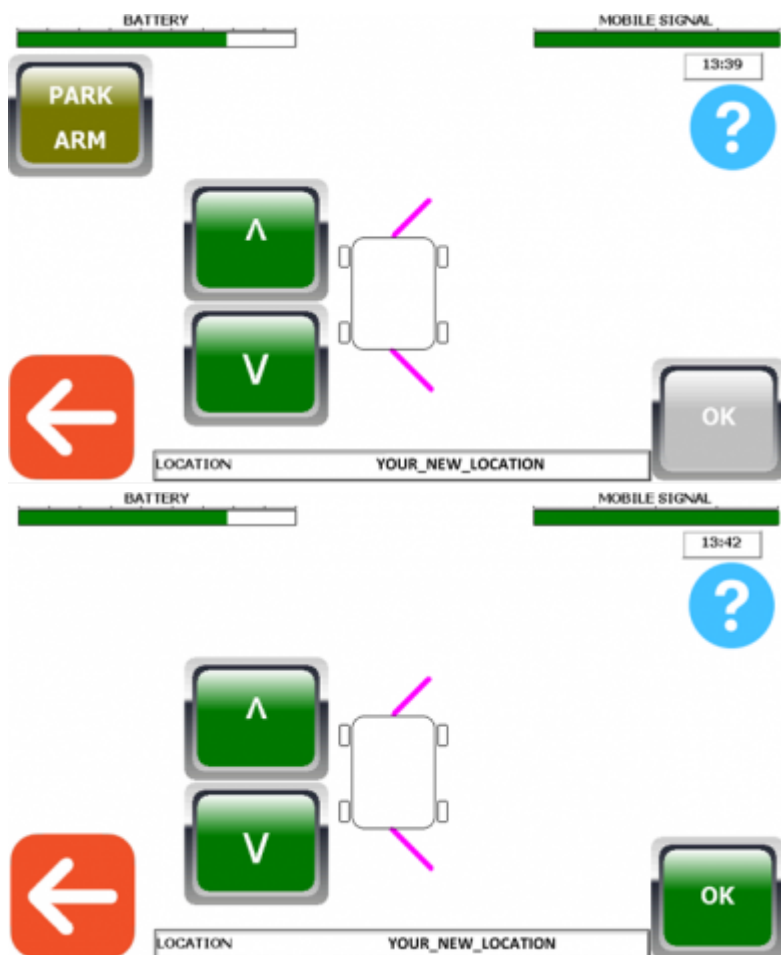 BATTERY MOBILE SIGNAL
13:39
PARK
ARM
?
^
V
OK
LOCATION YOUR_NEW_LOCATION
BATTERY MOBILE SIGNAL
13:42
?
^
V
OK
LOCATION YOUR_NEW_LOCATION